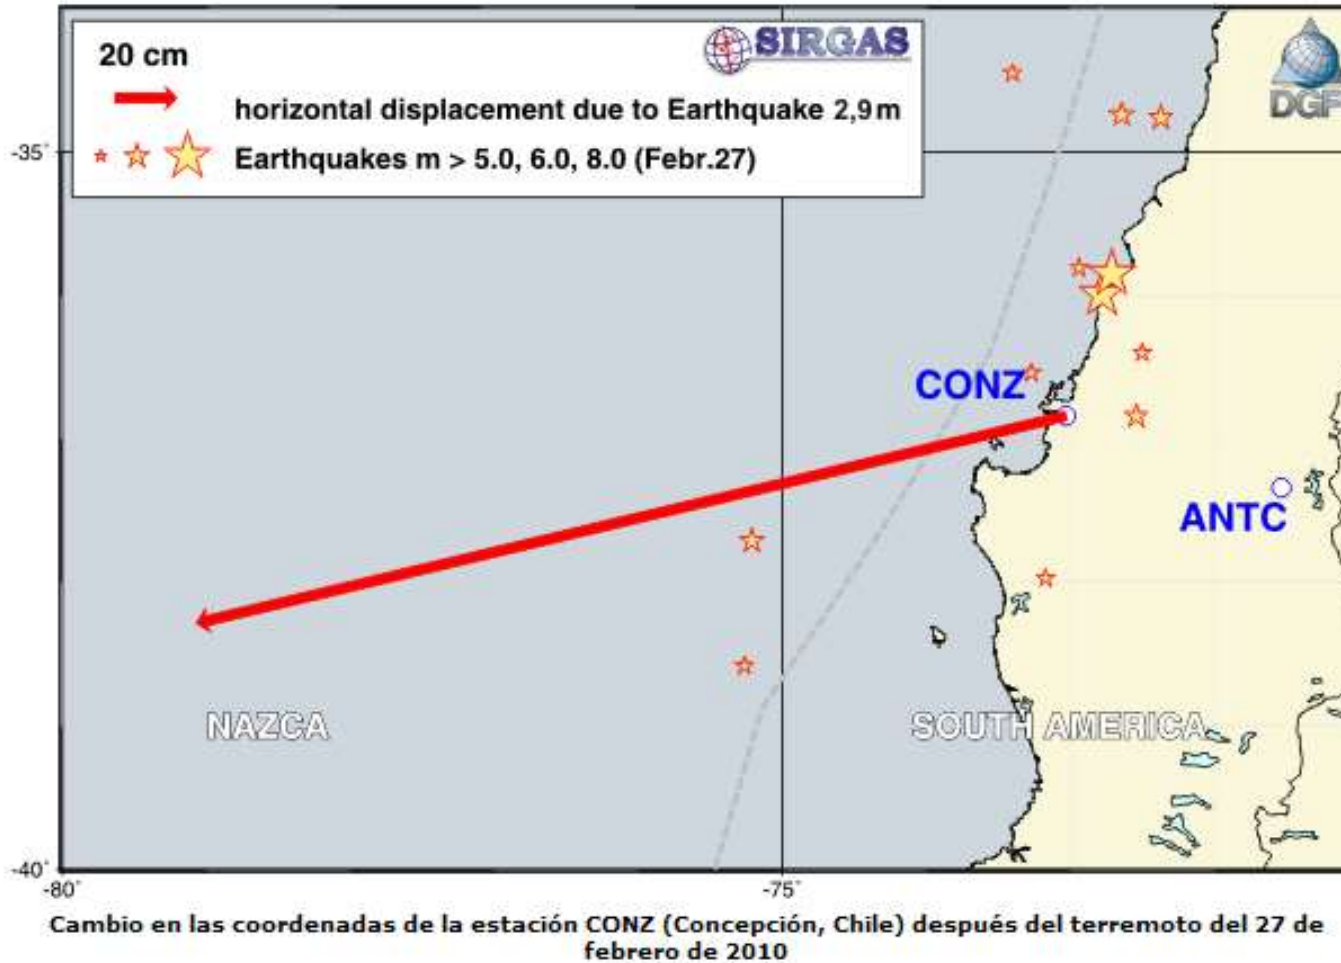 20 cm
SIRGAS
horizontal displacement due to Earthquake 2,9 m
Earthquakes m > 5.0, 6.0, 8.0 (Febr.27)
DGF
-35°
CONZ
ANTC
NAZCA
SOUTH AMERICA
-40°
-80°
-75°
Cambio en las coordenadas de la estación CONZ (Concepción, Chile) después del terremoto del 27 de
febrero de 2010